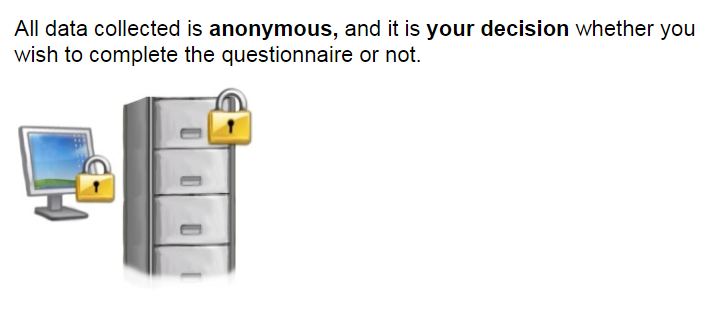 All data collected is anonymous, and it is your decision whether you
wish to complete the questionnaire or not.